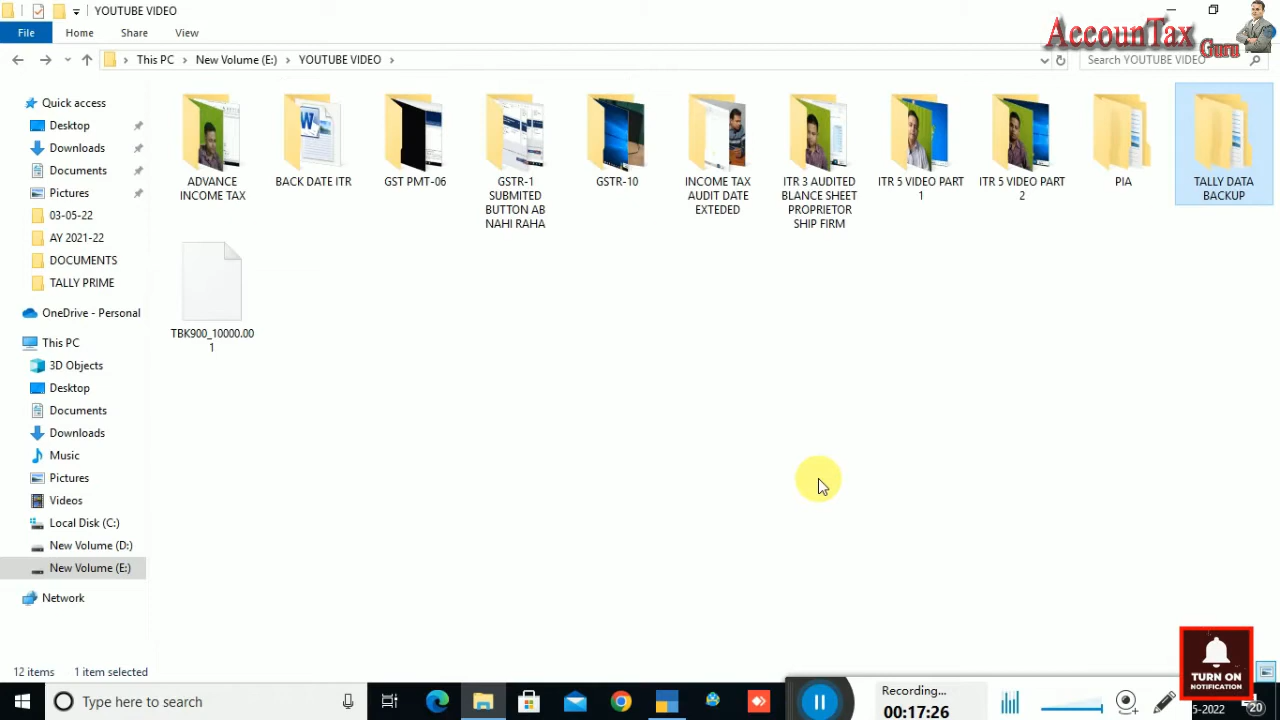 YOUTUBE VIDEO
File Home Share View
AccounTax
Guru
This PC > New Volume (E:) > YOUTUBE VIDEO >
Search YOUTUBE VIDEO
Quick access
Desktop
Downloads
Documents
Pictures
03-05-22
AY 2021-22
DOCUMENTS
TALLY PRIME
OneDrive - Personal
This PC
3D Objects
Desktop
Documents
Downloads
Music
Pictures
Videos
Local Disk (C:)
New Volume (D:)
New Volume (E:)
Network
ADVANCE
INCOME TAX
BACK DATE ITR
GST PMT-06
GSTR-1
SUBMITED
BUTTON AB
NAHI RAHA
GSTR-10
INCOME TAX
AUDIT DATE
EXTEDED
ITR 3 AUDITED
BLANCE SHEET
PROPRIETOR
SHIP FIRM
ITR 5 VIDEO PART
1
ITR 5 VIDEO PART
2
PIA
TALLY DATA
BACKUP
TBK900_10000.00
1
12 items 1 item selected
TURN ON
NOTIFICATION
Type here to search
Recording...
00:17:26
5-2022
20